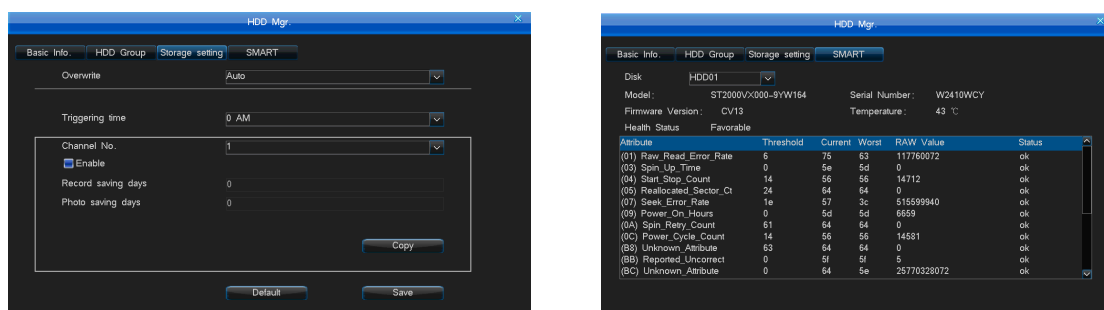 HDD Mgr.
Basic Info. HDD Group Storage setting SMART
Overwrite Auto
Triggering time 0 AM
Channel No. 1
Enable
Record saving days 0
Photo saving days 0
Copy
Default Save
HDD Mgr.
Basic Info. HDD Group Storage setting SMART
Disk HDD01
Model: ST2000VX000-9YW164 Serial Number: W2410WCY
Firmware Version: CV13 Temperature: 43 ℃
Health Status Favorable
Attribute Threshold Current Worst RAW Value Status
(01) Raw_Read_Error_Rate 6 75 63 117760072 ok
(03) Spin_Up_Time 0 5e 5d 0 ok
(04) Start_Stop_Count 14 56 56 14712 ok
(05) Reallocated_Sector_Ct 24 64 64 0 ok
(07) Seek_Error_Rate 1e 57 3c 515599940 ok
(09) Power_On_Hours 0 5d 5d 6659 ok
(0A) Spin_Retry_Count 61 64 64 0 ok
(0C) Power_Cycle_Count 14 56 56 14581 ok
(B8) Unknown_Attribute 63 64 64 0 ok
(BB) Reported_Uncorrect 0 5f 5f 5 ok
(BC) Unknown_Attribute 0 64 5e 25770328072 ok